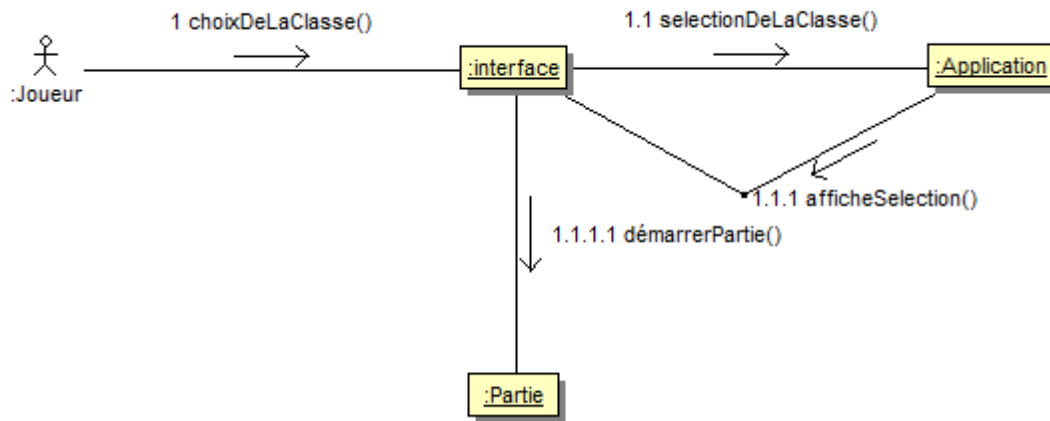 1 choixDeLaClasse()
1.1 selectionDeLaClasse()
:Joueur
:interface
:Application
1.1.1 afficheSelection()
1.1.1.1 démarrerPartie()
:Partie